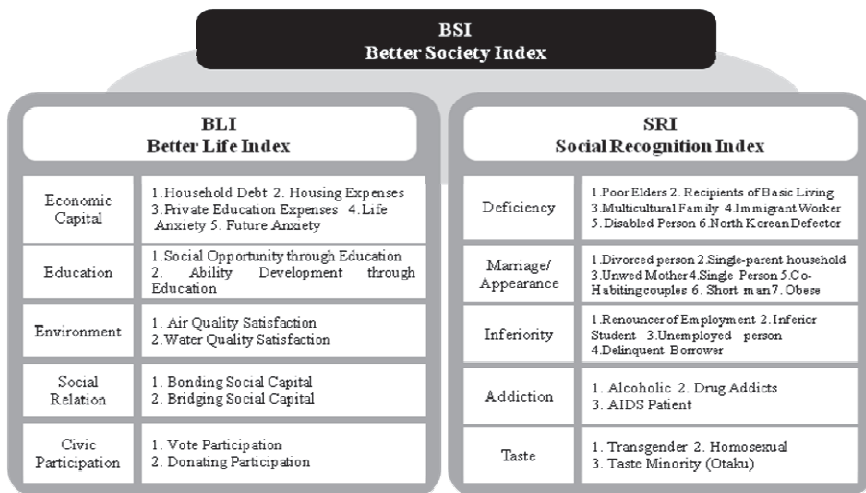 BSI
Better Society Index
BLI
Better Life Index
Economic
Capital
1.Household Debt 2. Housing Expenses
3.Private Education Expenses 4.Life
Anxiety 5. Future Anxiety
Education
1 Social Opportunity through Education
2. Ability Development through
Education
Environment
1. Air Quality Satisfaction
2.Water Quality Satisfaction
Social
Relation
1. Bonding Social Capital
2. Bridging Social Capital
Civic
Participation
1. Vote Participation
2. Donating Participation
SRI
Social Recognition Index
Deficiency
1.Poor Elders 2. Recipients of Basic Living
3.Multicultural Family 4.Immigrant Worker
5.Disabled Person 6.North Korean Defector
Marriage/
Appearance
1.Divorced person 2.Single-parent household
3.Unwed Mother4.Single Person 5.Co-
Habiting couples 6. Short man7. Obese
Inferiority
1.Renouncer of Employment 2. Inferior
Student 3.Unemployed person
4.Delinquent Borrower
Addiction
1. Alcoholic 2. Drug Addicts
3. AIDS Patient
Taste
1. Transgender 2. Homosexual
3. Taste Minority (Otaku)